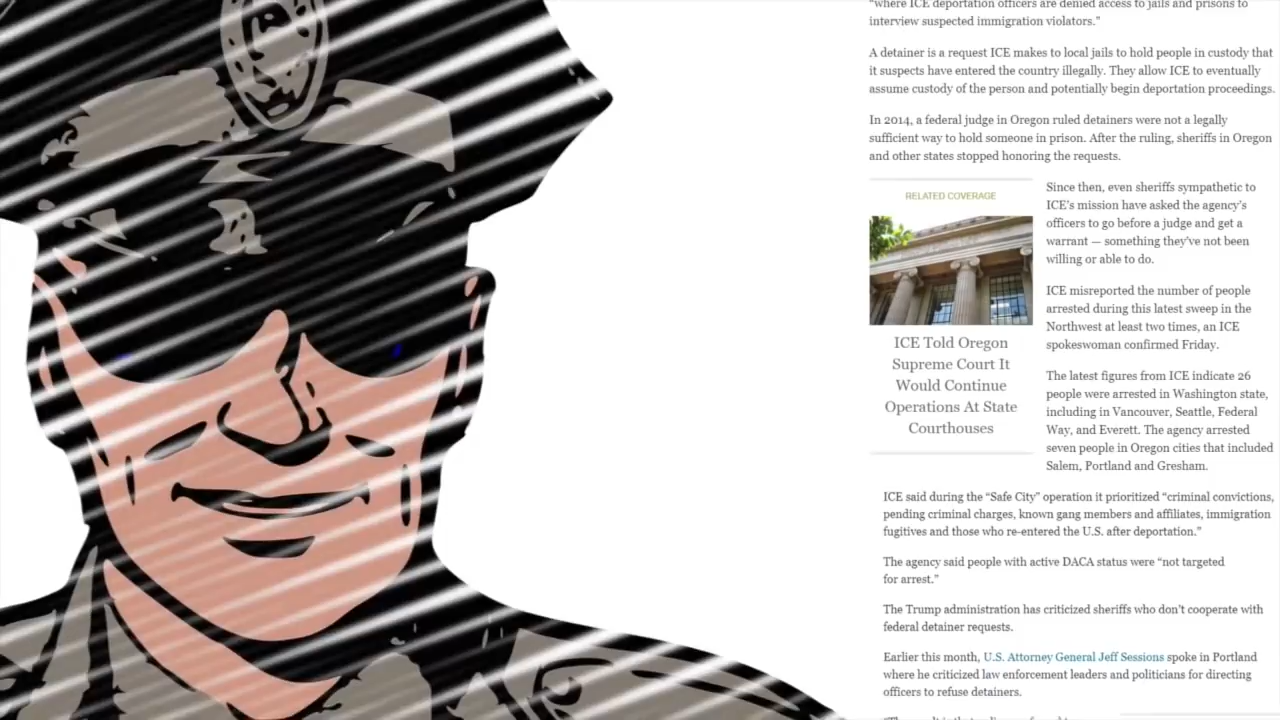 “where ICE deportation officers are denied access to jails and prisons to
interview suspected immigration violators.”
A detainer is a request ICE makes to local jails to hold people in custody that
it suspects have entered the country illegally. They allow ICE to eventually
assume custody of the person and potentially begin deportation proceedings.
In 2014, a federal judge in Oregon ruled detainers were not a legally
sufficient way to hold someone in prison. After the ruling, sheriffs in Oregon
and other states stopped honoring the requests.
RELATED COVERAGE
ICE Told Oregon
Supreme Court It
Would Continue
Operations At State
Courthouses
Since then, even sheriffs sympathetic to
ICE’s mission have asked the agency’s
officers to go before a judge and get a
warrant — something they’ve not been
willing or able to do.
ICE misreported the number of people
arrested during this latest sweep in the
Northwest at least two times, an ICE
spokeswoman confirmed Friday.
The latest figures from ICE indicate 26
people were arrested in Washington state,
including in Vancouver, Seattle, Federal
Way, and Everett. The agency arrested
seven people in Oregon cities that included
Salem, Portland and Gresham.
ICE said during the “Safe City” operation it prioritized “criminal convictions,
pending criminal charges, known gang members and affiliates, immigration
fugitives and those who re-entered the U.S. after deportation.”
The agency said people with active DACA status were “not targeted
for arrest.”
The Trump administration has criticized sheriffs who don’t cooperate with
federal detainer requests.
Earlier this month, U.S. Attorney General Jeff Sessions spoke in Portland
where he criticized law enforcement leaders and politicians for directing
officers to refuse detainers.